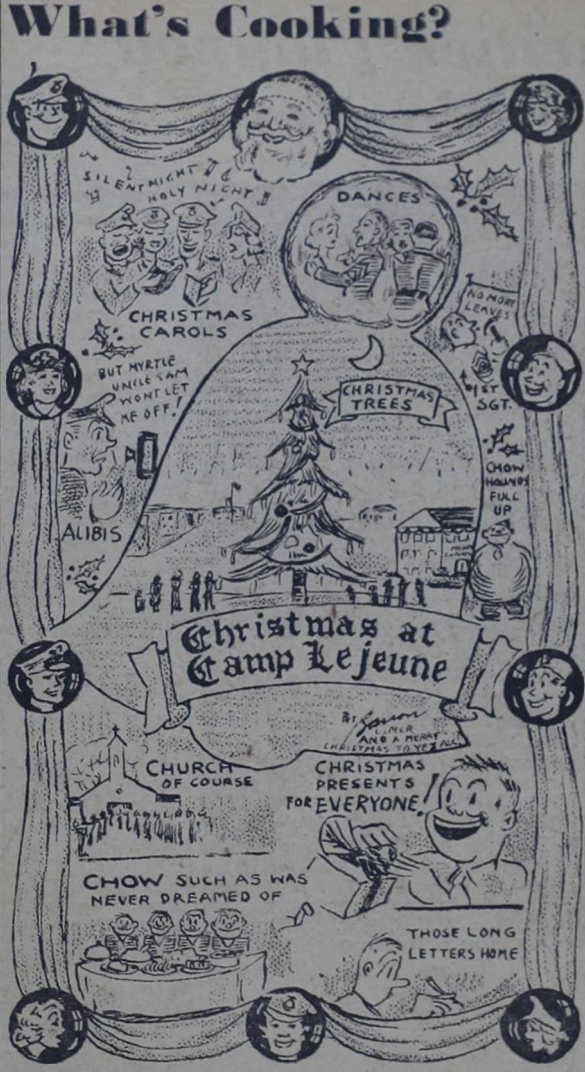 What's Cooking?
SILENT NIGHT
HOLY NIGHT
DANCES
CHRISTMAS
CAROLS
NO MORE
LEAVES
1ST
SGT.
BUT MYRTLE
UNCLE SAM
WONT LET
ME OFF!
ALIBIS
CHRISTMAS
TREES
CHOW
HOUNDS
FULL
UP
Christmas at
Camp Lejeune
BY
AND A MERRY
CHRISTMAS TO YE ALL
CHURCH
OF COURSE
CHRISTMAS
PRESENTS
FOR EVERYONE!
CHOW SUCH AS WAS
NEVER DREAMED OF
THOSE LONG
LETTERS HOME